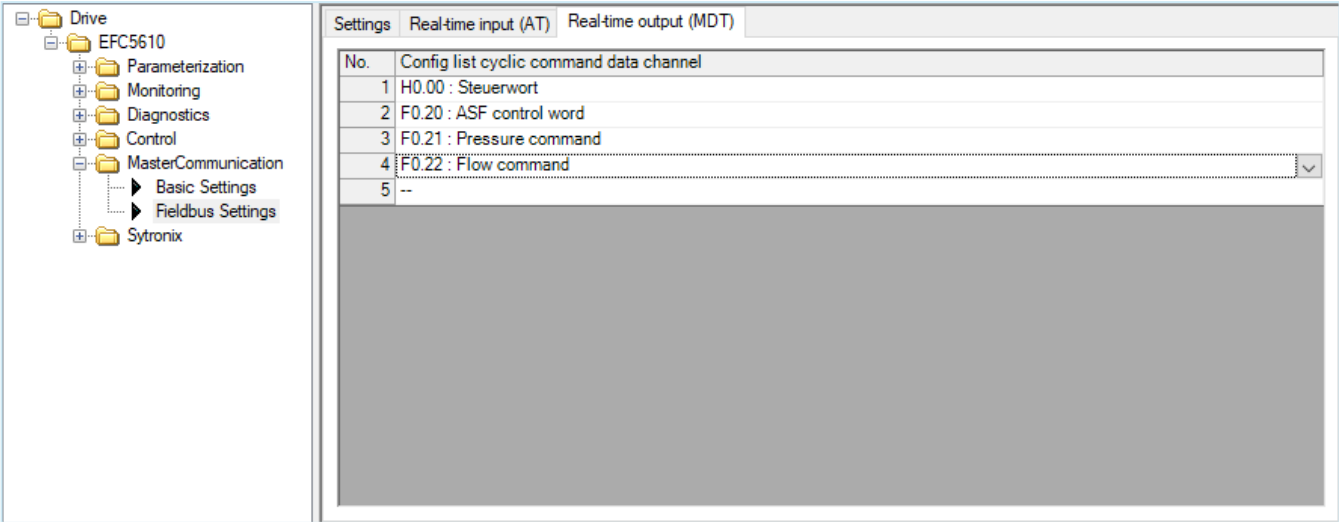 Drive
EFC5610
Parameterization
Monitoring
Diagnostics
Control
MasterCommunication
Basic Settings
Fieldbus Settings
Sytronix
Settings Real-time input (AT) Real-time output (MDT)
No. Config list cyclic command data channel
1 H0.00 : Steuerwort
2 F0.20 : ASF control word
3 F0.21 : Pressure command
4 F0.22 : Flow command
5 --